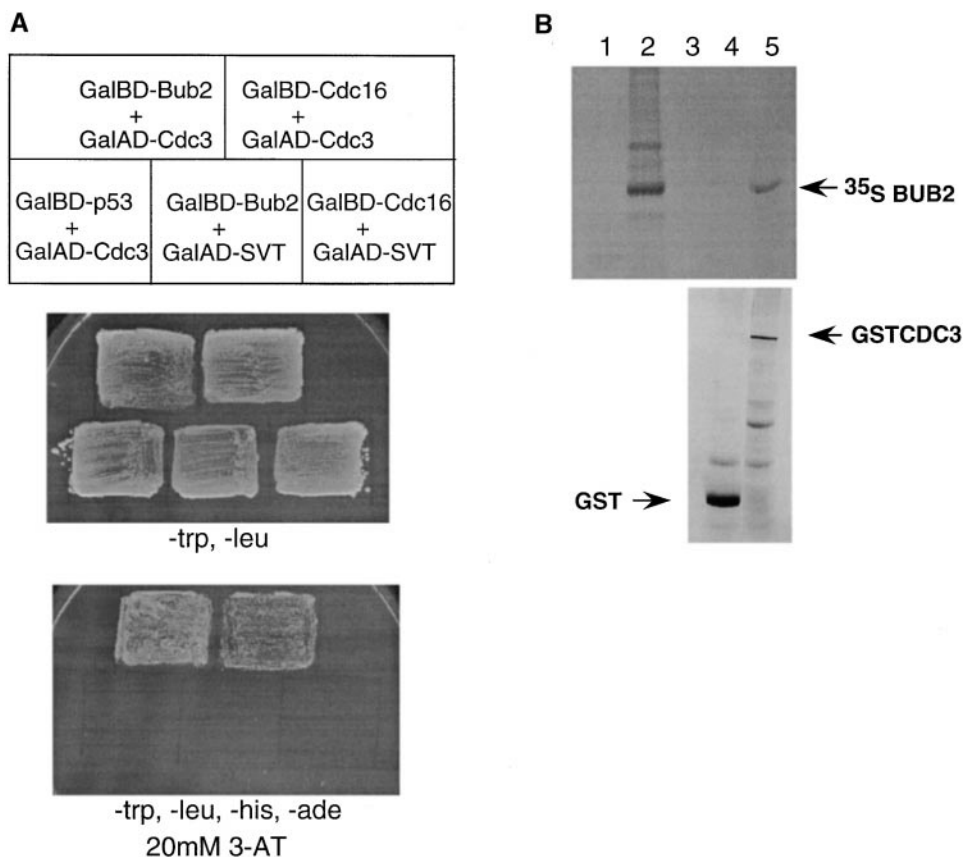 A
GalBD-Bub2
+
GalAD-Cdc3
GalBD-Cdc16
+
GalAD-Cdc3
GalBD-p53
+
GalAD-Cdc3
GalBD-Bub2
+
GalAD-SVT
GalBD-Cdc16
+
GalAD-SVT
-trp, -leu
-trp, -leu, -his, -ade
20mM 3-AT
B
1 2 3 4 5
35S BUB2
GSTCDC3
GST